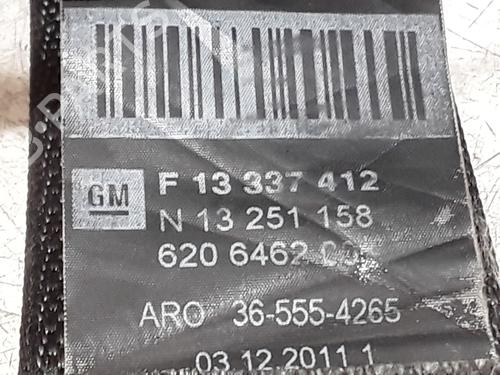 GM
F 13 337 412
N 13 251 158
620 6462
ARO 36-555-4265
03.12.2011 1